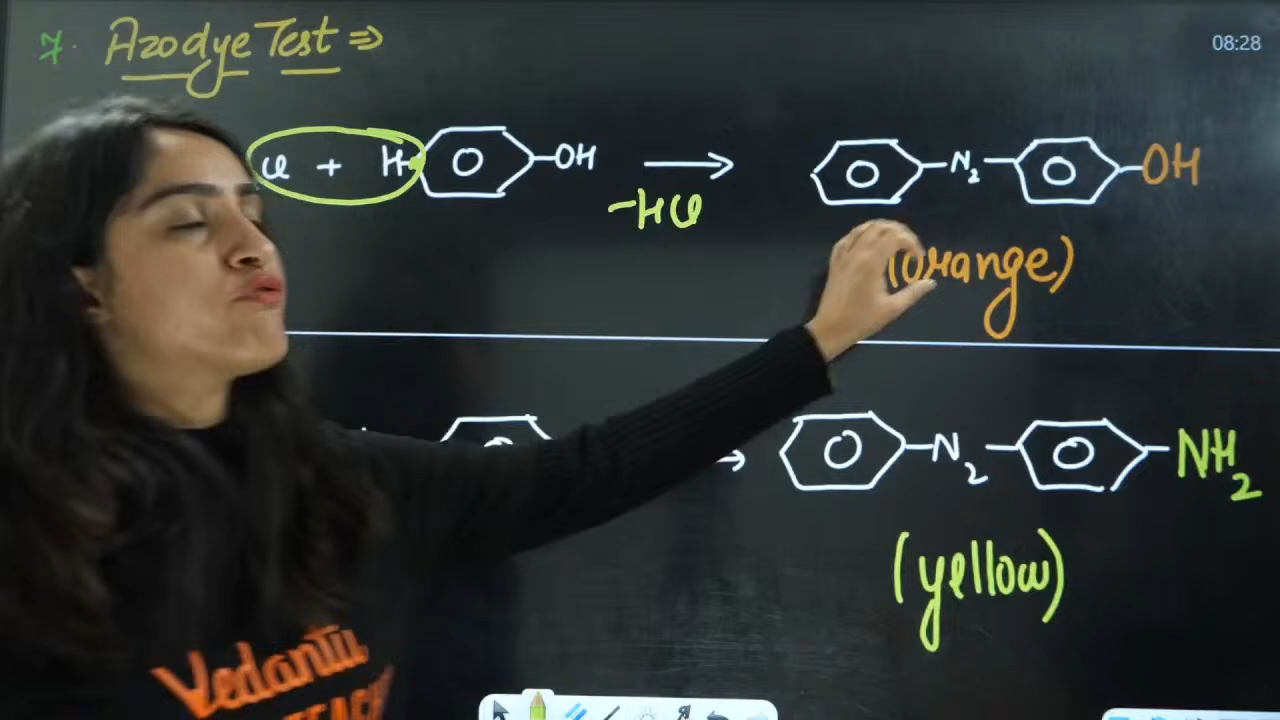 7. Azodye Test ⇒
08:28
Cl + H OH → N₂ OH
-HCl
(orange)
→ N₂ NH₂
(yellow)
Vedantu